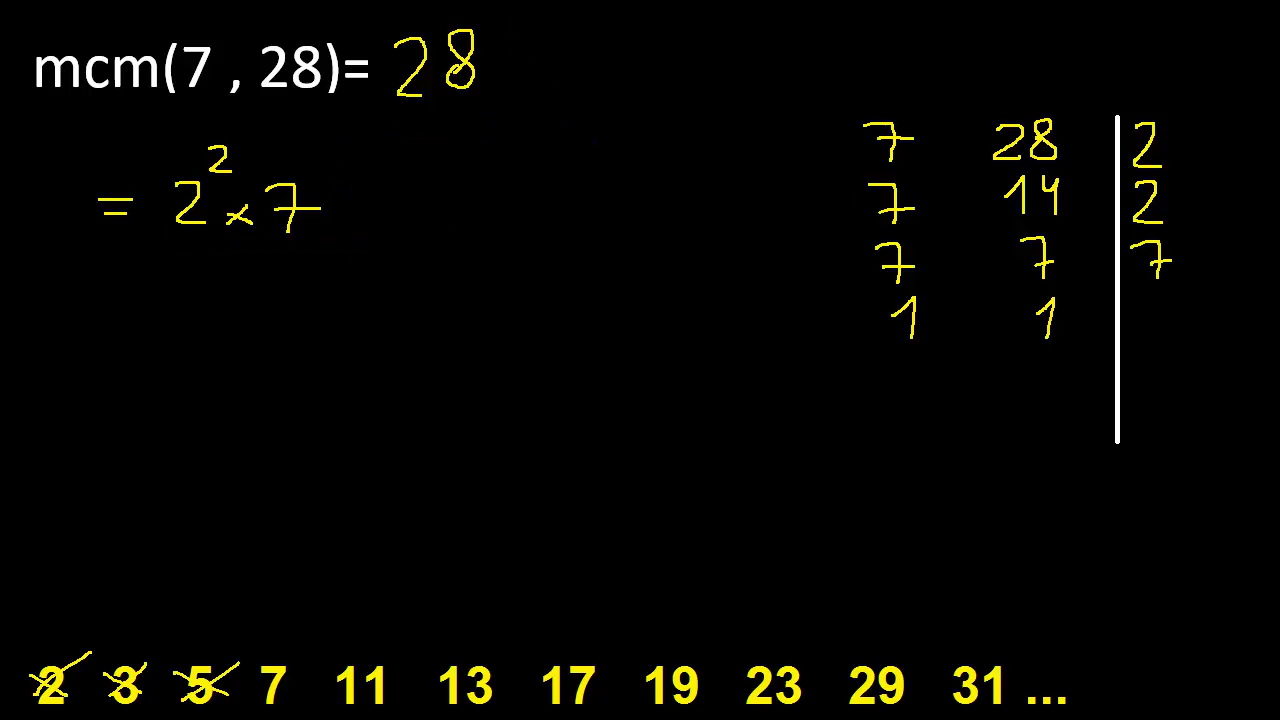 mcm(7 , 28)= 28
= 2² × 7
7 28 | 2
7 14 | 2
7 7 | 7
1 1 |
2 3 5 7 11 13 17 19 23 29 31 ...